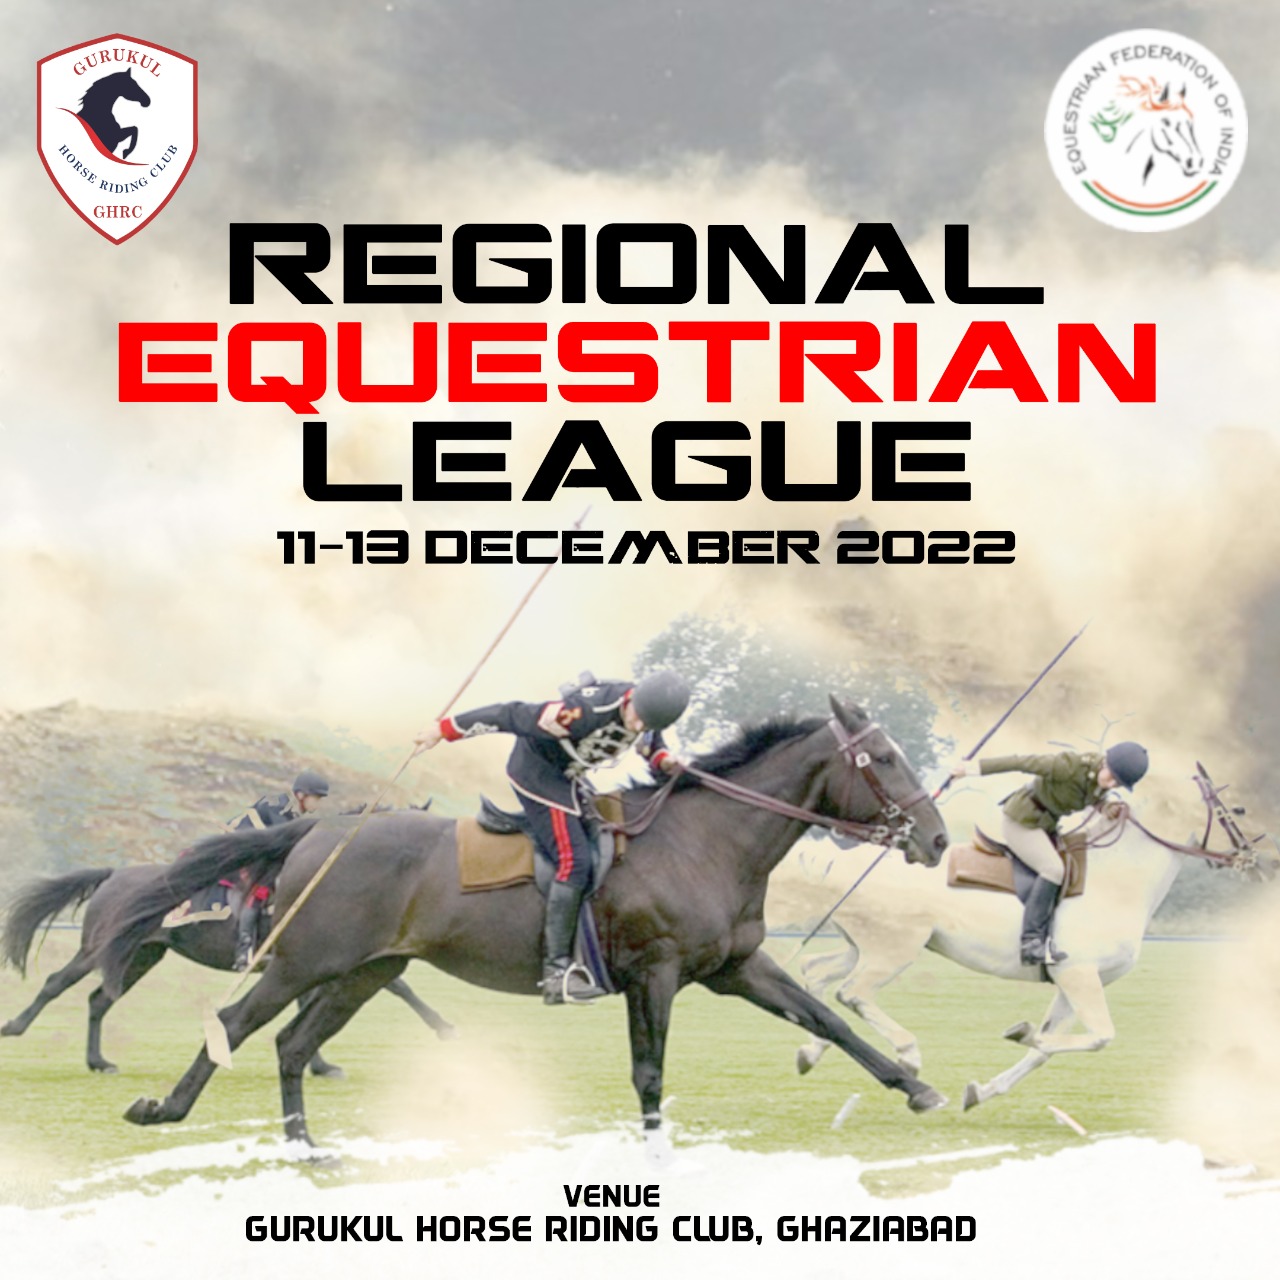 GURUKUL
HORSE RIDING CLUB
GHRC
EQUESTRIAN FEDERATION OF INDIA
REGIONAL
EQUESTRIAN
LEAGUE
11-13 DECEMBER 2022
VENUE
GURUKUL HORSE RIDING CLUB, GHAZIABAD